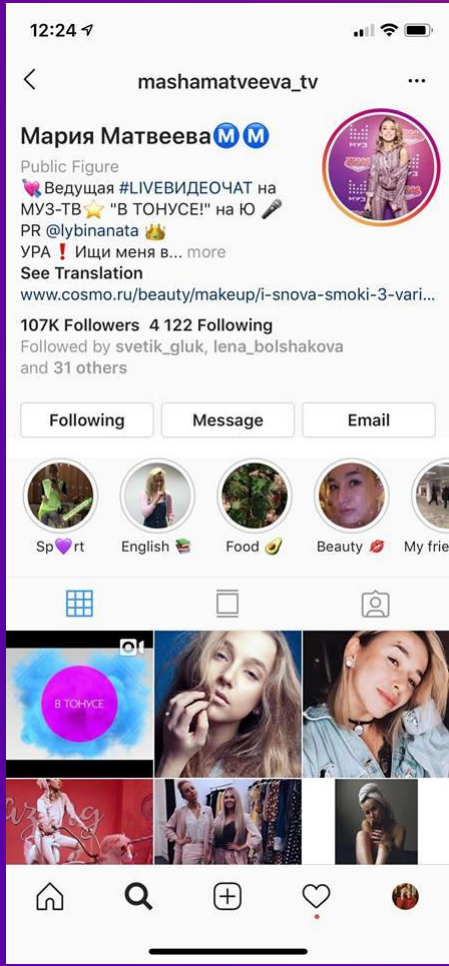 12:24
mashamatveeva_tv
Мария МатвееваⓂ️Ⓜ️
Public Figure
💘Ведущая #LIVEВИДЕОЧАТ на
МУЗ-ТВ⭐ "В ТОНУСЕ!" на Ю 🎤
PR @lybinanata 👑
УРА❗Ищи меня в... more
See Translation
www.cosmo.ru/beauty/makeup/i-snova-smoki-3-vari...
107K Followers 4 122 Following
Followed by svetik_gluk, lena_bolshakova
and 31 others
Following Message Email
Sp💜rt English 📚 Food 🥑 Beauty 💋 My frie
В ТОНУСЕ